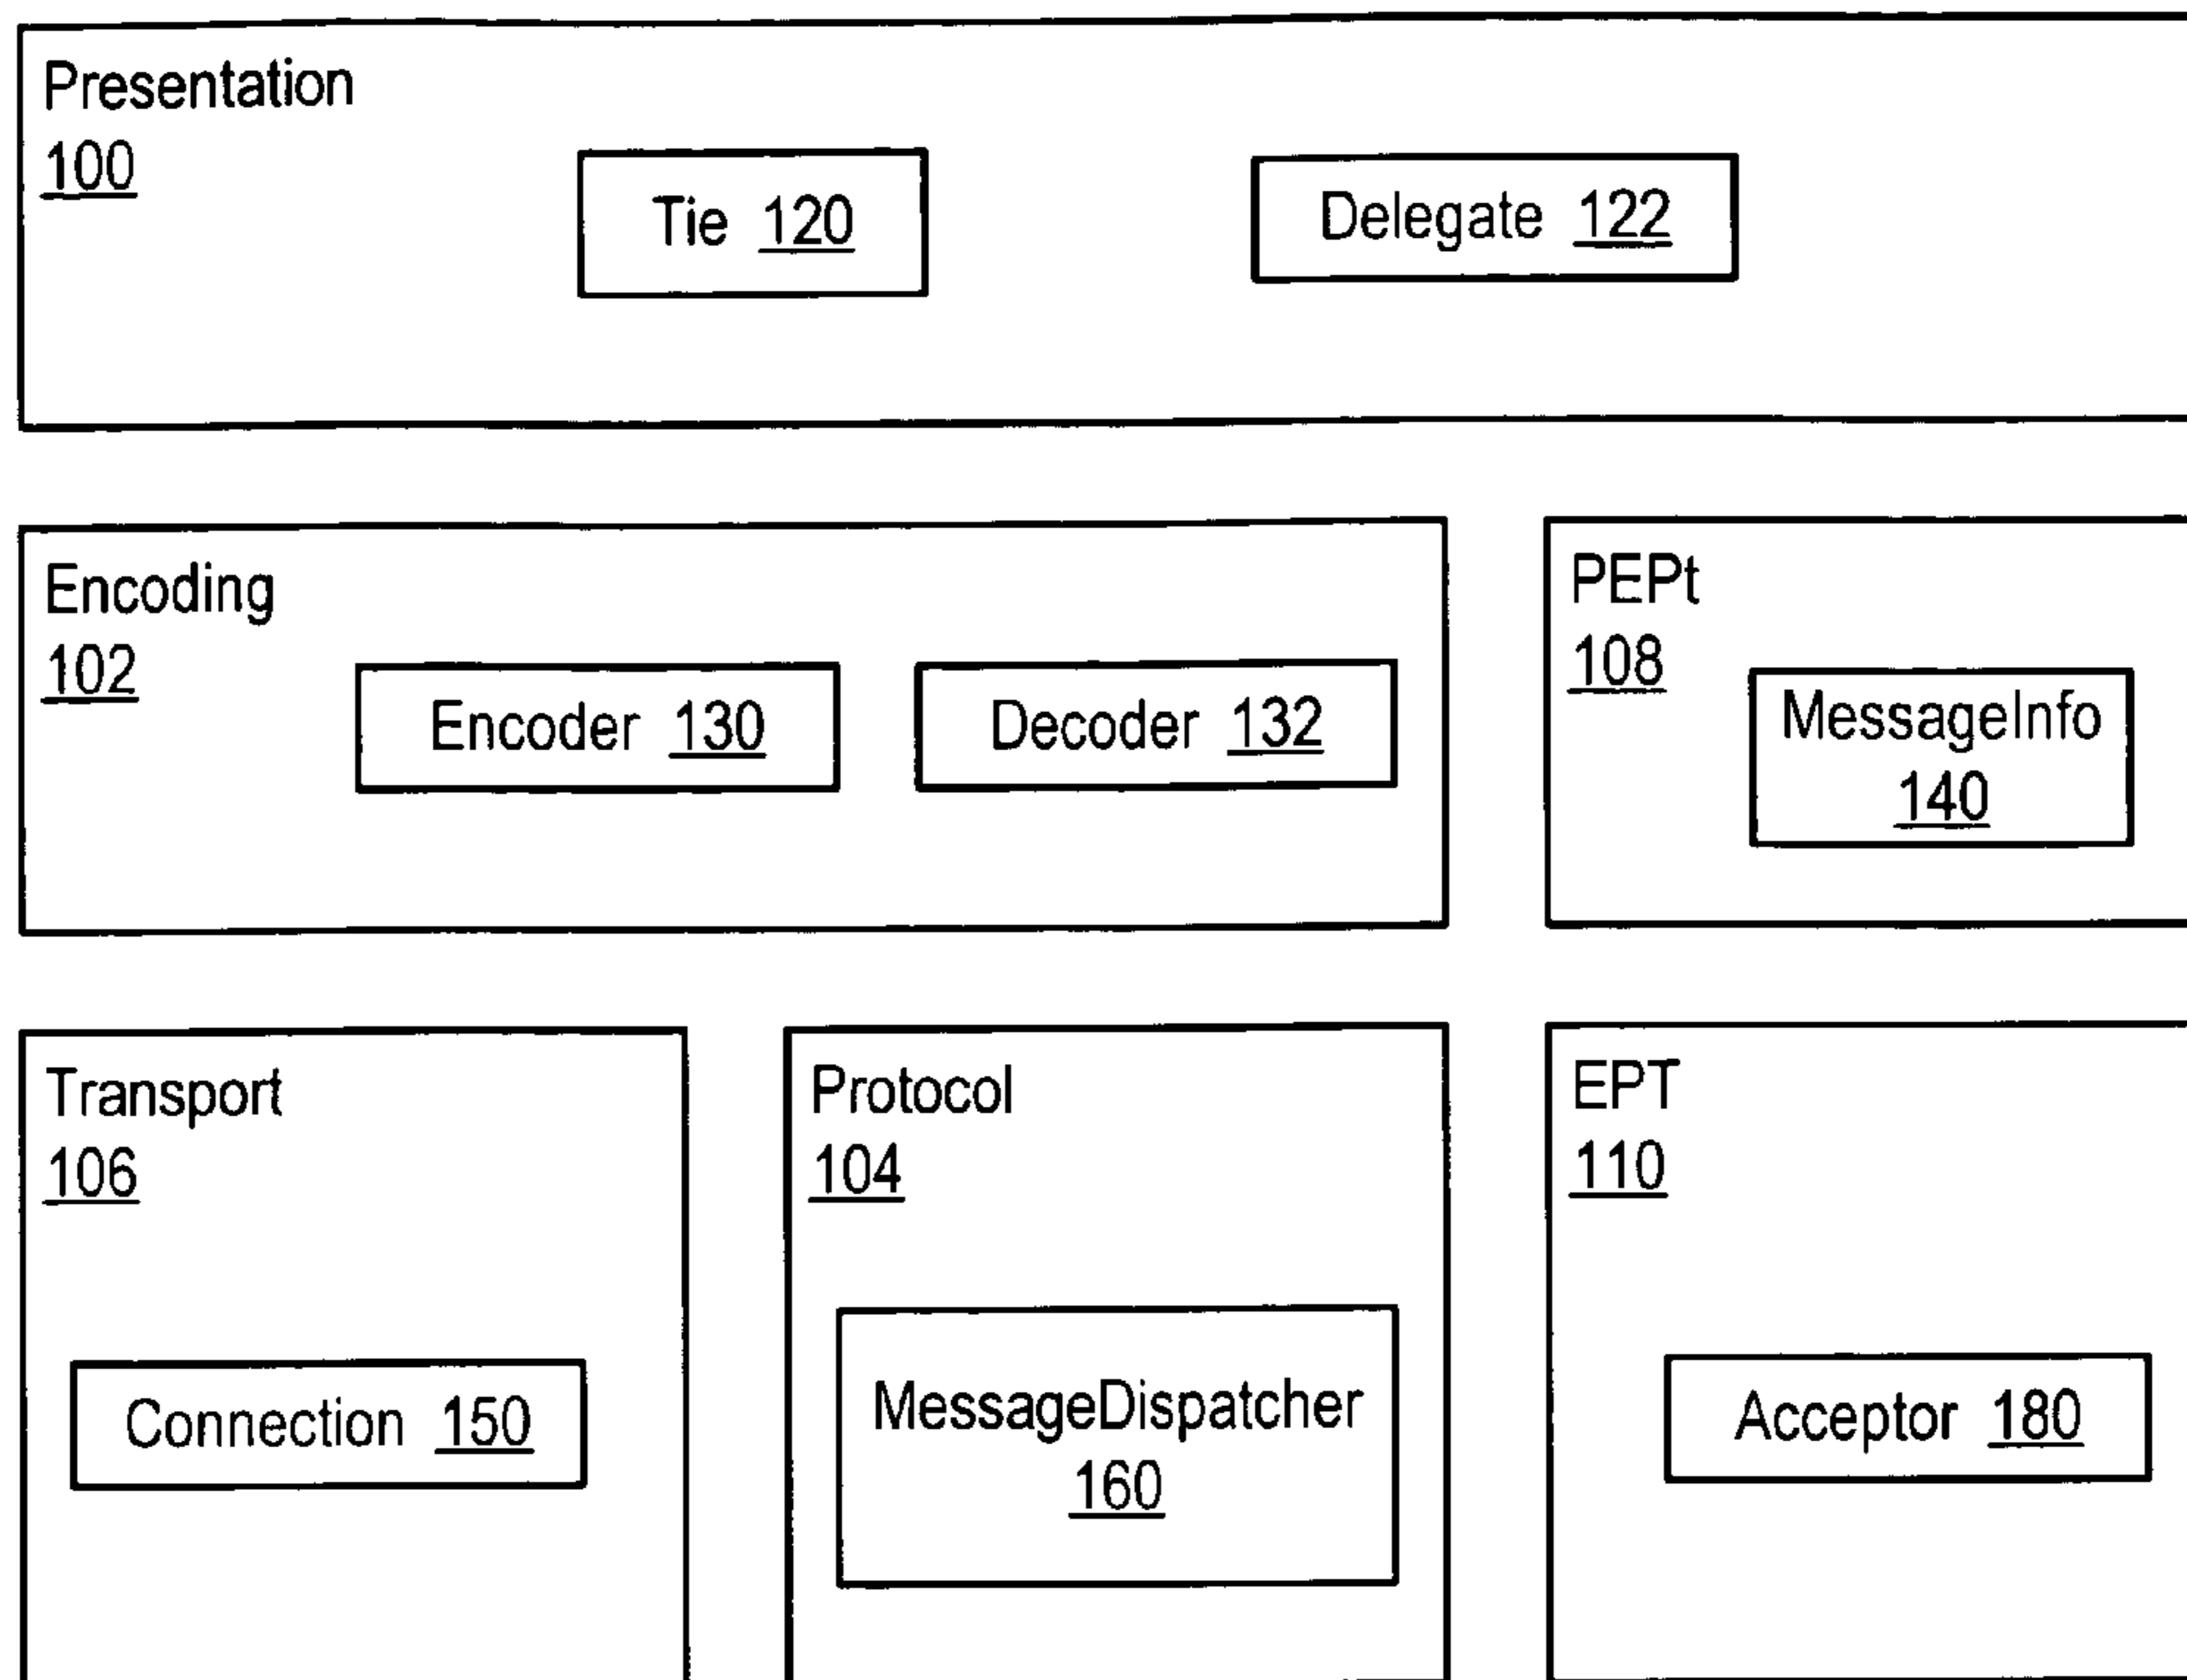 Presentation
100
Tie 120
Delegate 122
Encoding
102
Encoder 130
Decoder 132
PEPt
108
MessageInfo
140
Transport
106
Connection 150
Protocol
104
MessageDispatcher
160
EPT
110
Acceptor 180